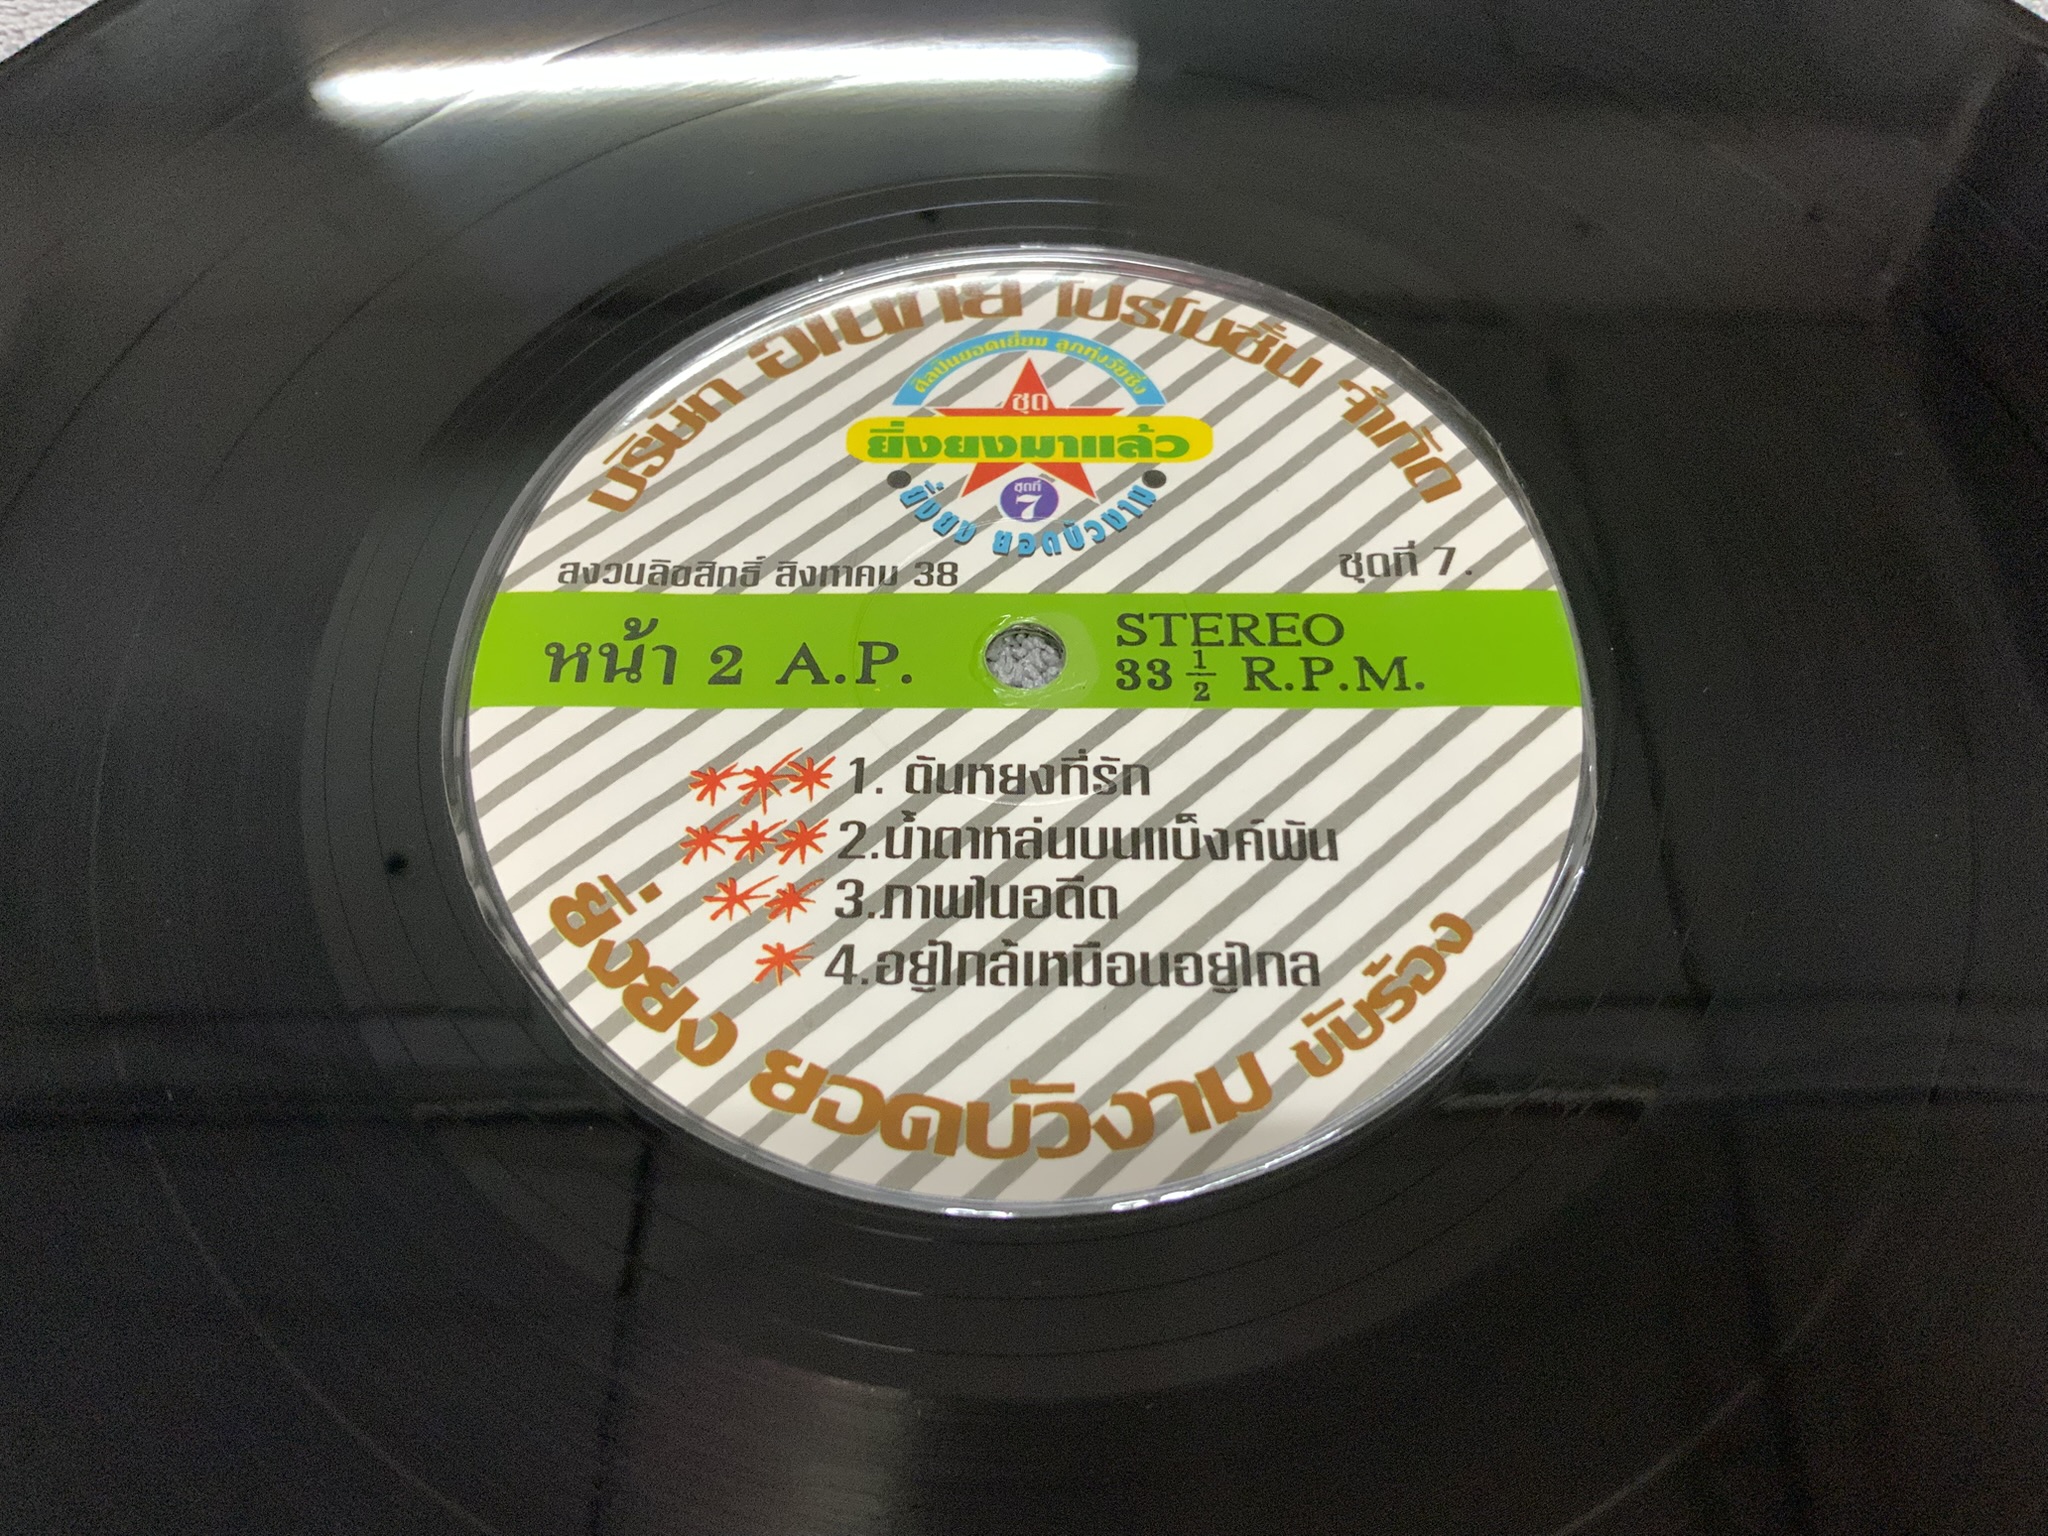 บริษัท อโนทัย โปรโมชั่น จำกัด
ศิลปินยอดเยี่ยม ลูกทุ่งวัยซิ่ง
ชุด
ยิ่งยงมาแล้ว
ชุดที่
7
ยิ่งยง ยอดบัวงาม
สงวนลิขสิทธิ์ สิงหาคม 38
ชุดที่ 7.
หน้า 2 A.P.
STEREO
33 1/2 R.P.M.
1. ตันหยงที่รัก
2.น้ำตาหล่นบนแบ็งค์พัน
3.ภาพในอดีต
4.อยู่ใกล้เหมือนอยู่ไกล
ยิ่งยง ยอดบัวงาม ขับร้อง